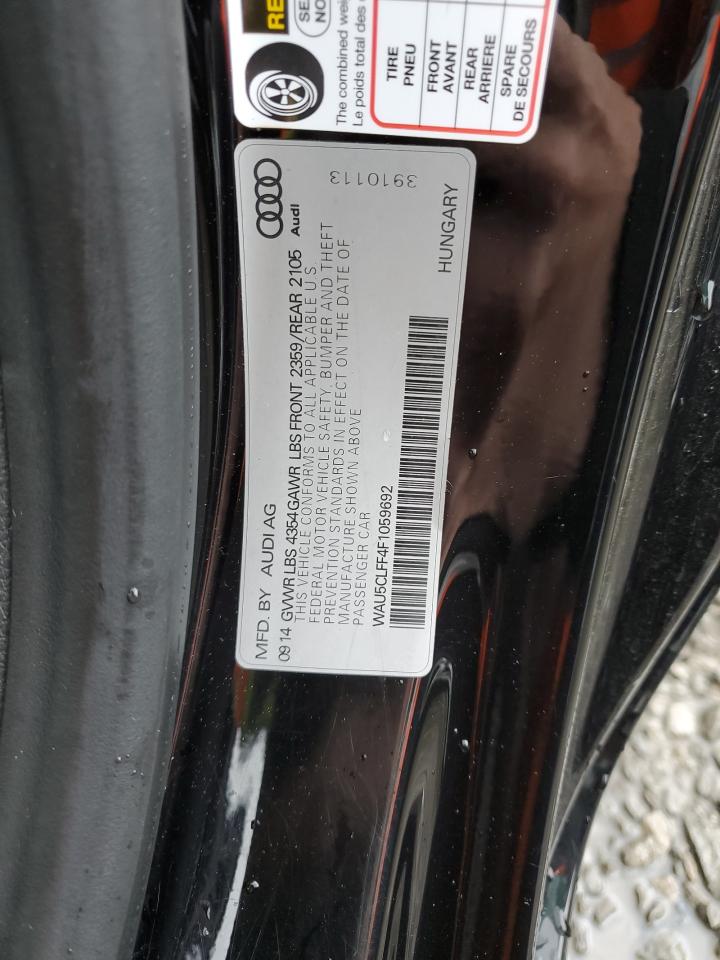 MFD. BY AUDI AG
09 14 GVWR LBS 4354 GAWR LBS FRONT 2359/REAR 2105 Audi
THIS VEHICLE CONFORMS TO ALL APPLICABLE U S
FEDERAL MOTOR VEHICLE SAFETY, BUMPER AND THEFT
PREVENTION STANDARDS IN EFFECT ON THE DATE OF
MANUFACTURE SHOWN ABOVE
PASSENGER CAR
3910113
WAU5CLFF4F1059692
HUNGARY
RE
SE
NO
The combined wei
Le poids total des
TIRE
PNEU
FRONT
AVANT
REAR
ARRIERE
SPARE
DE SECOURS